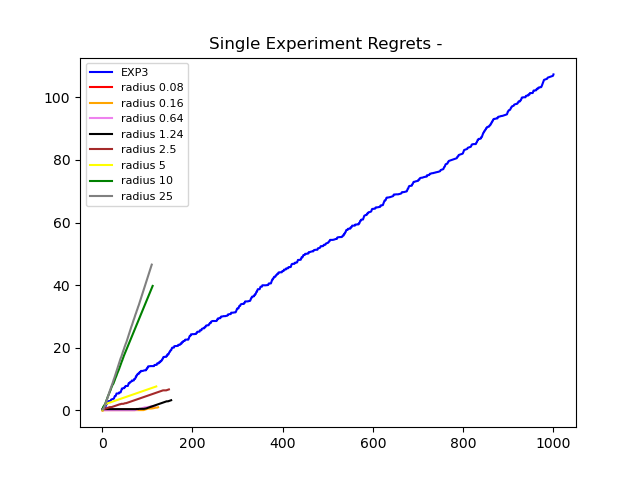 Single Experiment Regrets -
EXP3
radius 0.08
radius 0.16
radius 0.64
radius 1.24
radius 2.5
radius 5
radius 10
radius 25
100
80
60
40
20
0
0 200 400 600 800 1000